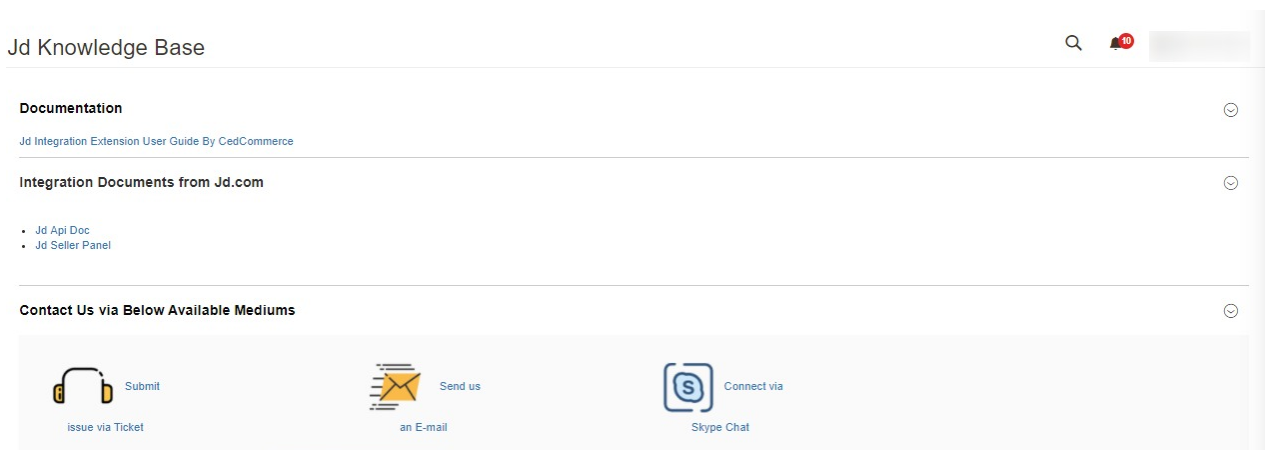 Jd Knowledge Base
10
Documentation
Jd Integration Extension User Guide By CedCommerce
Integration Documents from Jd.com
Jd Api Doc
Jd Seller Panel
Contact Us via Below Available Mediums
Submit
issue via Ticket
Send us
an E-mail
S
Connect via
Skype Chat